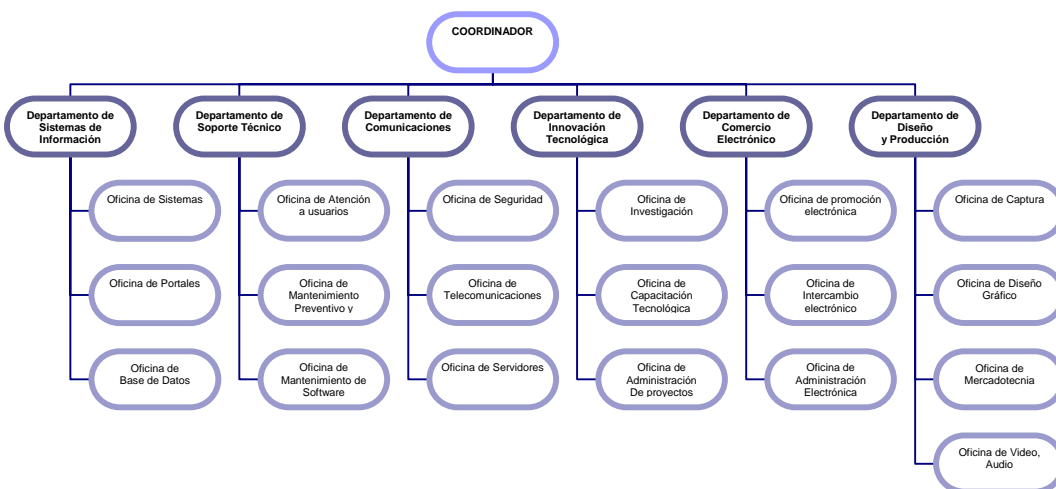 COORDINADOR
Departamento de
Sistemas de
Información
Departamento de
Soporte Técnico
Departamento de
Comunicaciones
Departamento de
Innovación
Tecnológica
Departamento de
Comercio
Electrónico
Departamento de
Diseño
y Producción
Oficina de Sistemas
Oficina de Atención
a usuarios
Oficina de Seguridad
Oficina de
Investigación
Oficina de promoción
electrónica
Oficina de Captura
Oficina de Portales
Oficina de
Mantenimiento
Preventivo y
Oficina de
Telecomunicaciones
Oficina de
Capacitación
Tecnológica
Oficina de
Intercambio
electrónico
Oficina de Diseño
Gráfico
Oficina de
Base de Datos
Oficina de
Mantenimiento de
Software
Oficina de Servidores
Oficina de
Administración
De proyectos
Oficina de
Administración
Electrónica
Oficina de
Mercadotecnia
Oficina de Video,
Audio